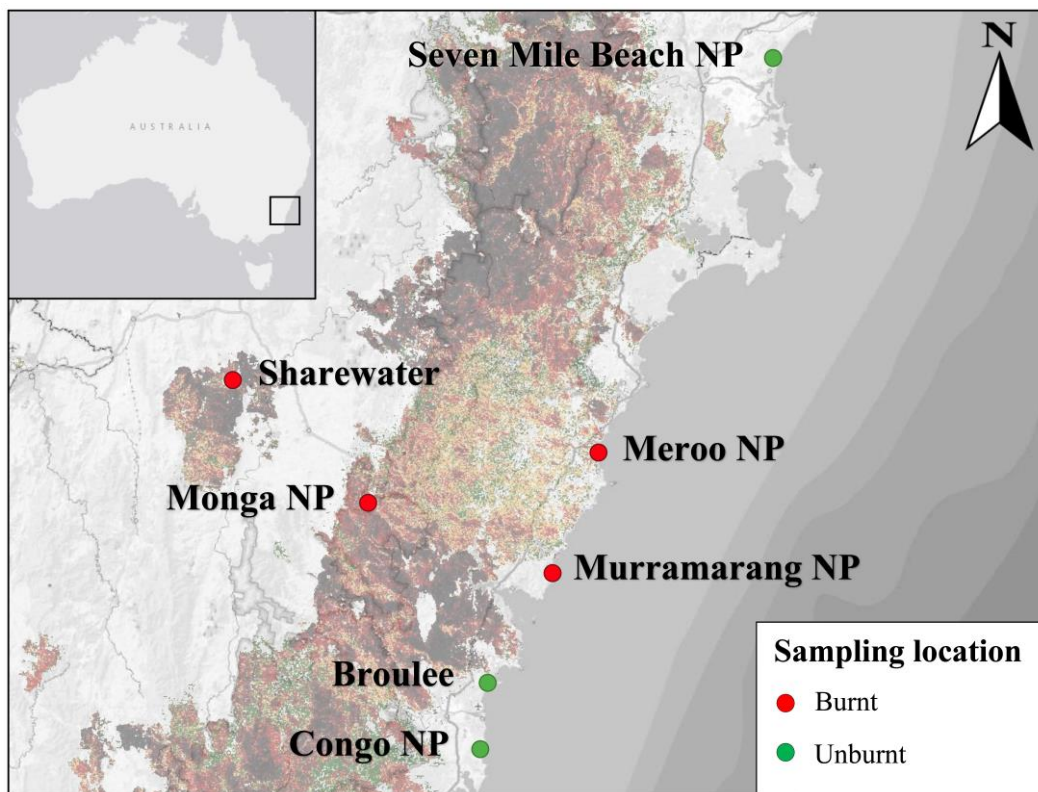 Seven Mile Beach NP
N
AUSTRALIA
Sharewater
Meroo NP
Monga NP
Murramarang NP
Broulee
Congo NP
Sampling location
Burnt
Unburnt